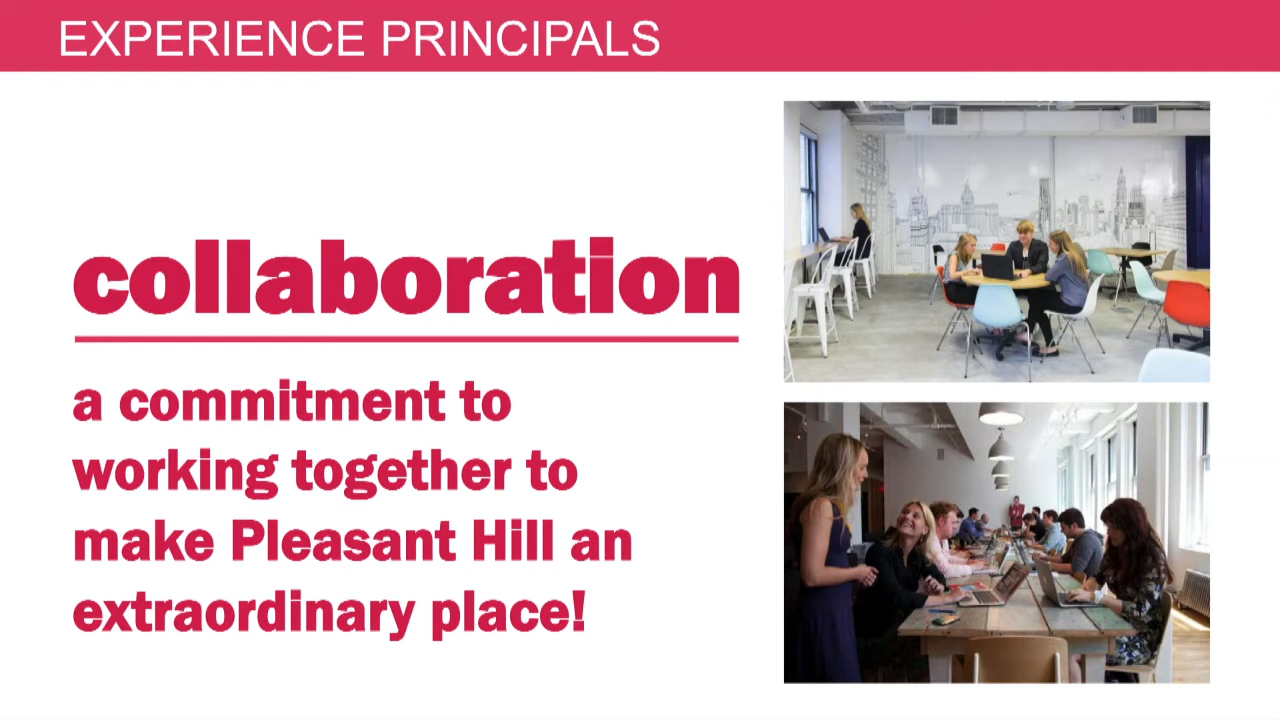 EXPERIENCE PRINCIPALS
collaboration
a commitment to
working together to
make Pleasant Hill an
extraordinary place!